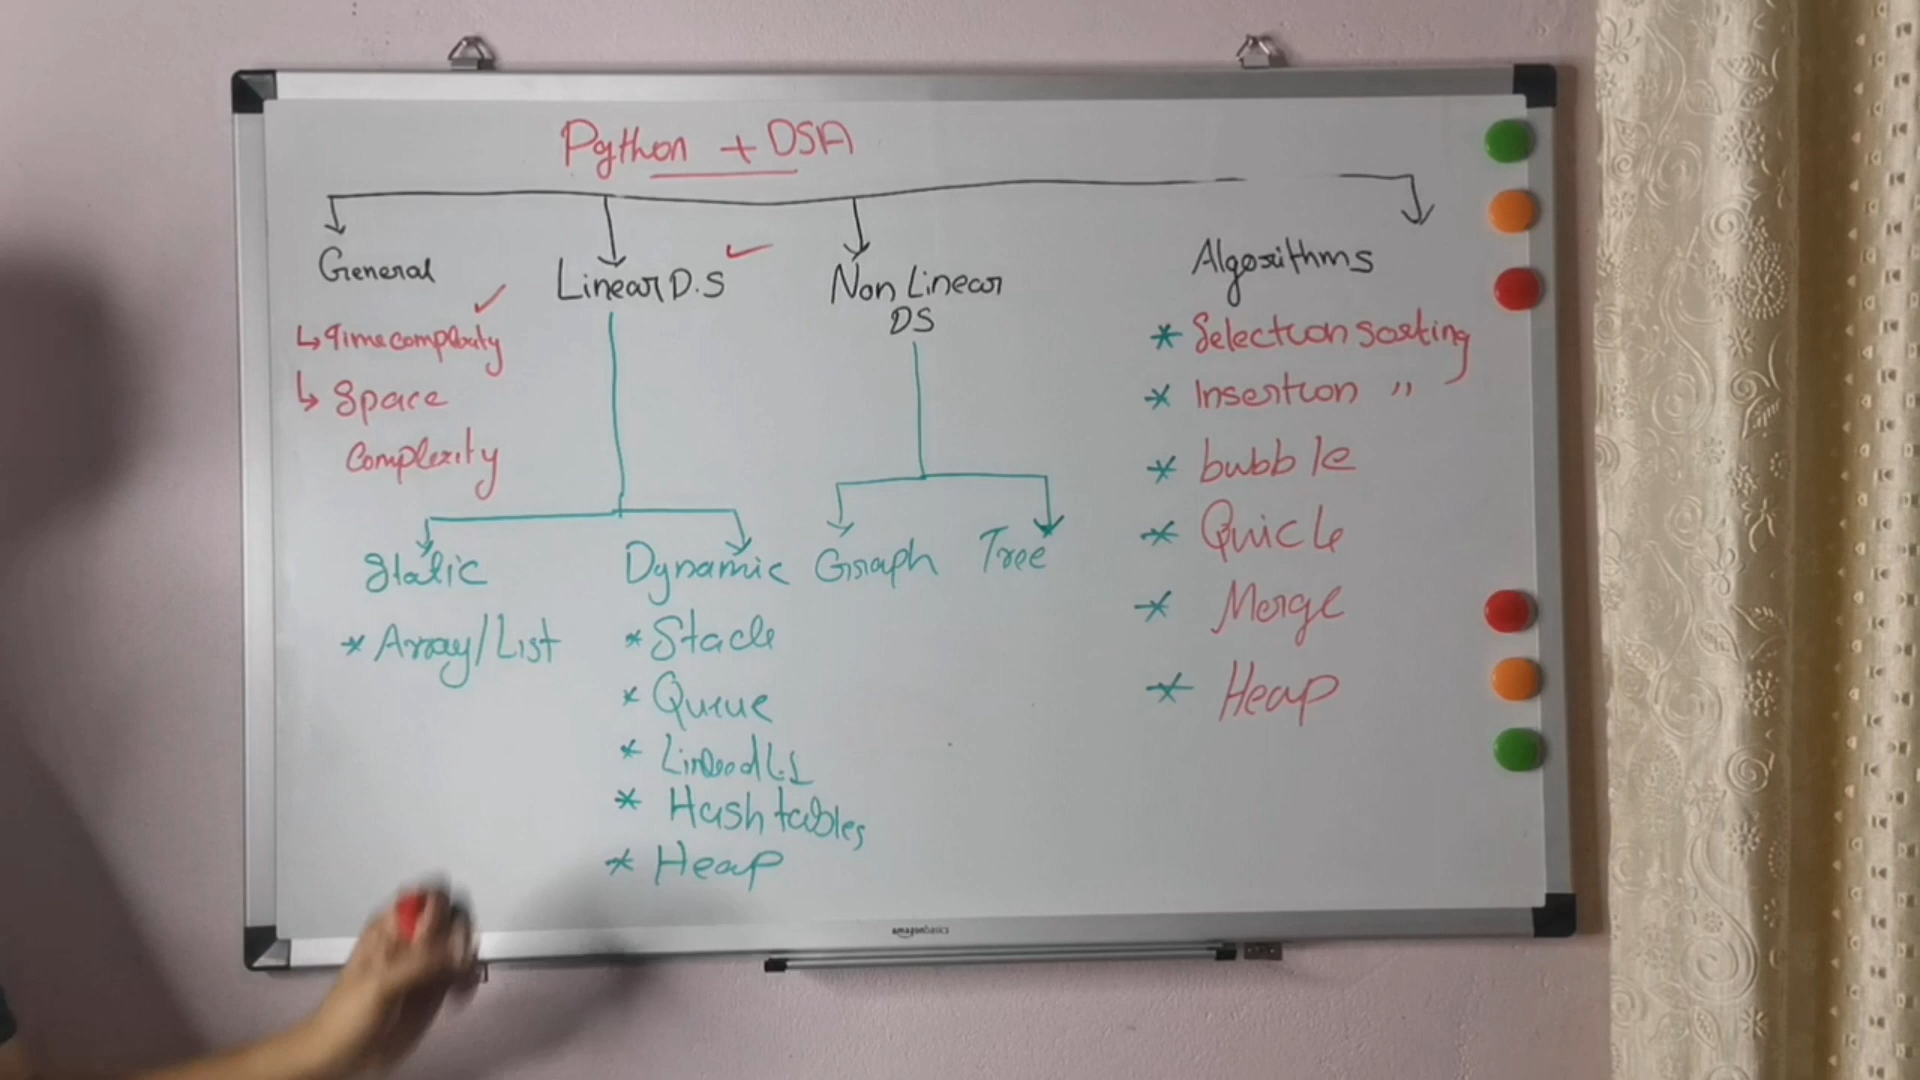 Python + DSA
General
↳ Time complexity
↳ Space
Complexity
Linear D.S
Static
* Array/List
Dynamic
* Stack
* Queue
* Linked L.L
* Hash tables
* Heap
Non Linear
DS
Graph
Tree
Algorithms
* Selection sorting
* Insertion "
* bubble
* Quick
* Merge
* Heap
amazonbasics